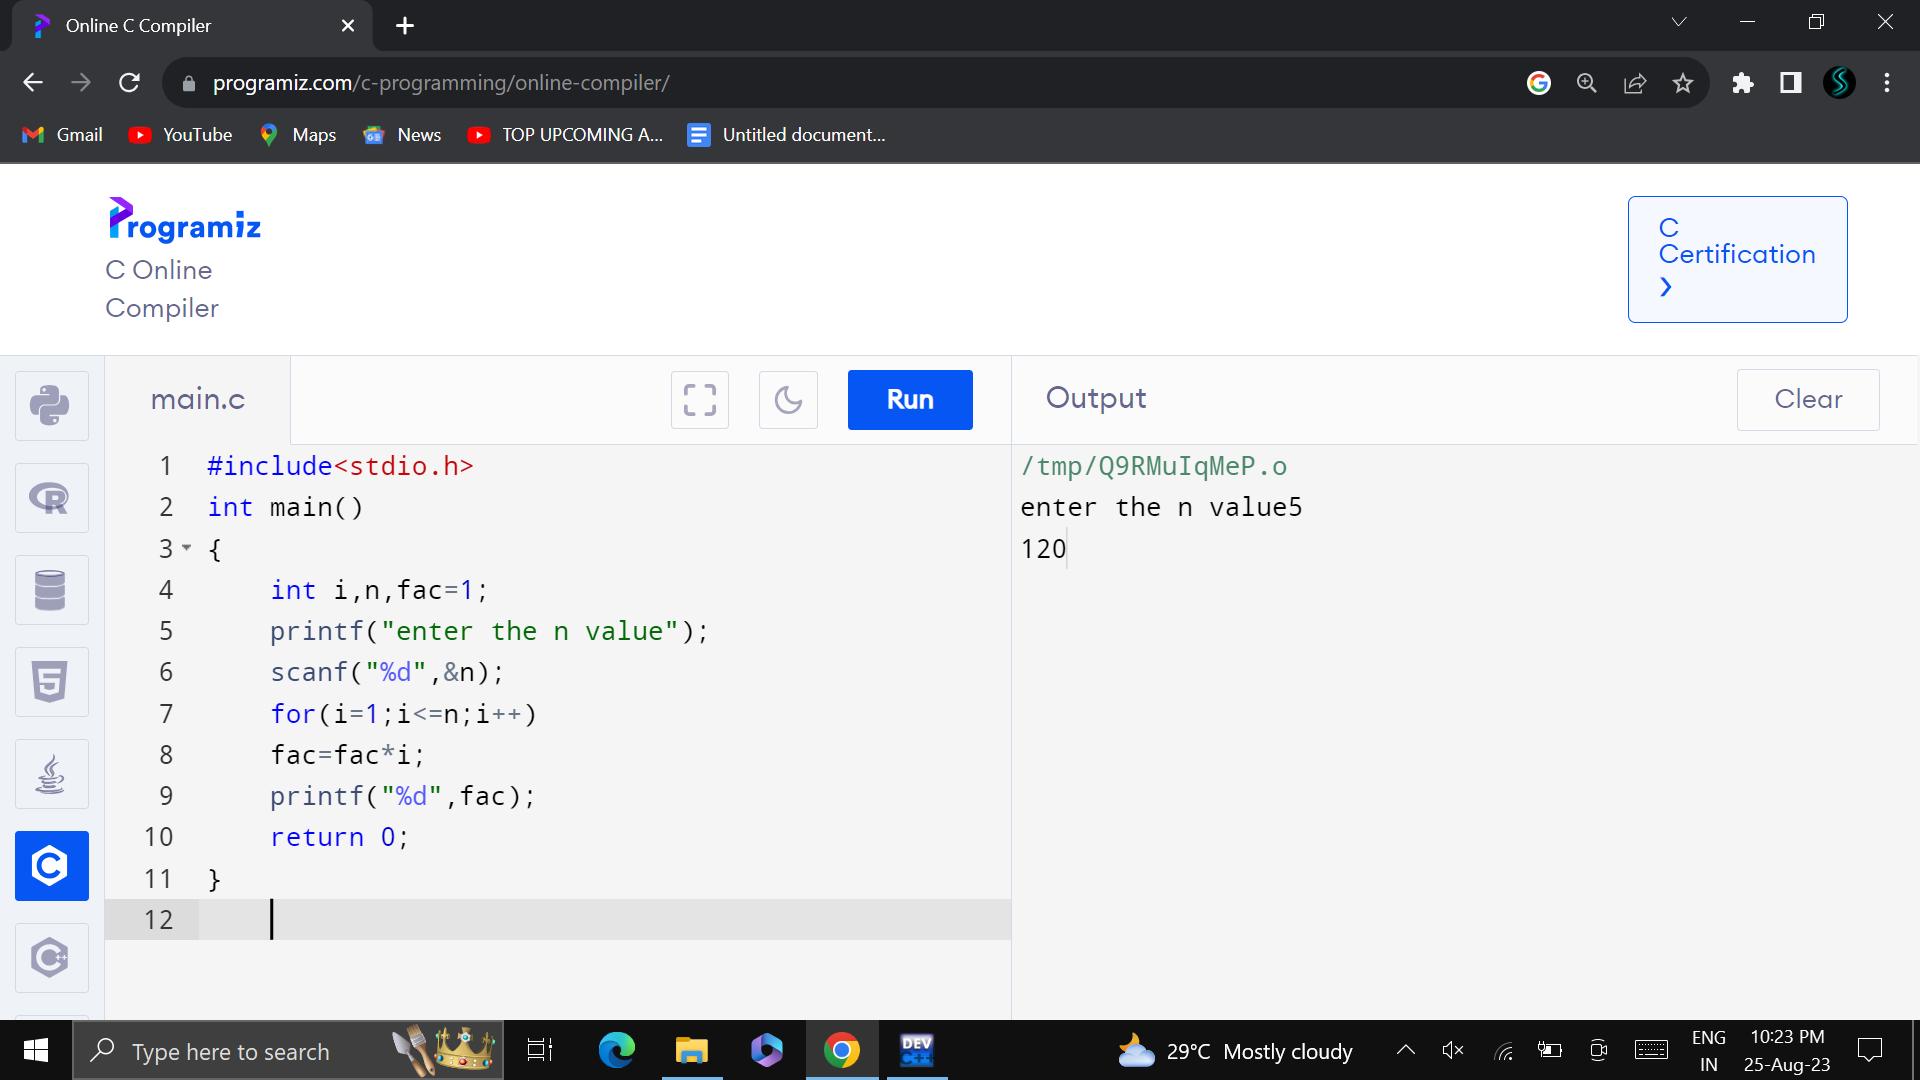 Online C Compiler
programiz.com/c-programming/online-compiler/
Gmail YouTube Maps News TOP UPCOMING A... Untitled document...
Programiz
C Online
Compiler
C
Certification
main.c
Run
Output
Clear
1 #include<stdio.h>
2 int main()
3 {
4 int i,n,fac=1;
5 printf("enter the n value");
6 scanf("%d",&n);
7 for(i=1;i<=n;i++)
8 fac=fac*i;
9 printf("%d",fac);
10 return 0;
11 }
12
/tmp/Q9RMuIqMeP.o
enter the n value5
120
Type here to search
DEV
C++
29°C Mostly cloudy
ENG
IN
10:23 PM
25-Aug-23